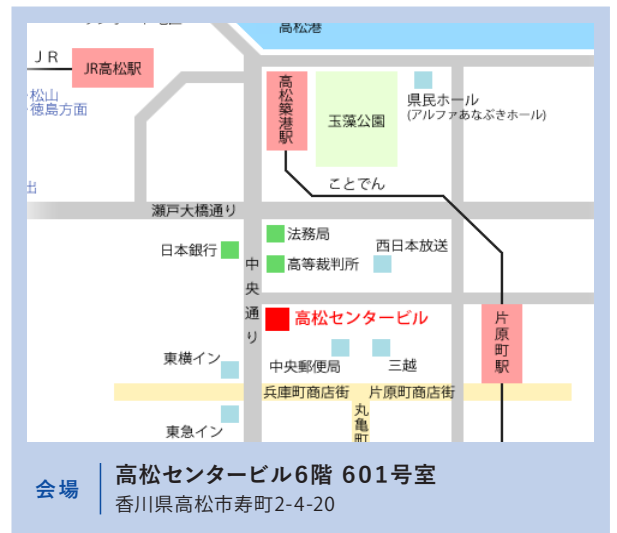 高松港
JR
JR高松駅
松山
徳島方面
出
高松築港駅
玉藻公園
県民ホール
(アルファあなぶきホール)
ことでん
瀬戸大橋通り
法務局
日本銀行
高等裁判所
西日本放送
中央通り
高松センタービル
片原町駅
東横イン
中央郵便局
三越
兵庫町商店街
片原町商店街
丸亀町
東急イン
会場
高松センタービル6階 601号室
香川県高松市寿町2-4-20